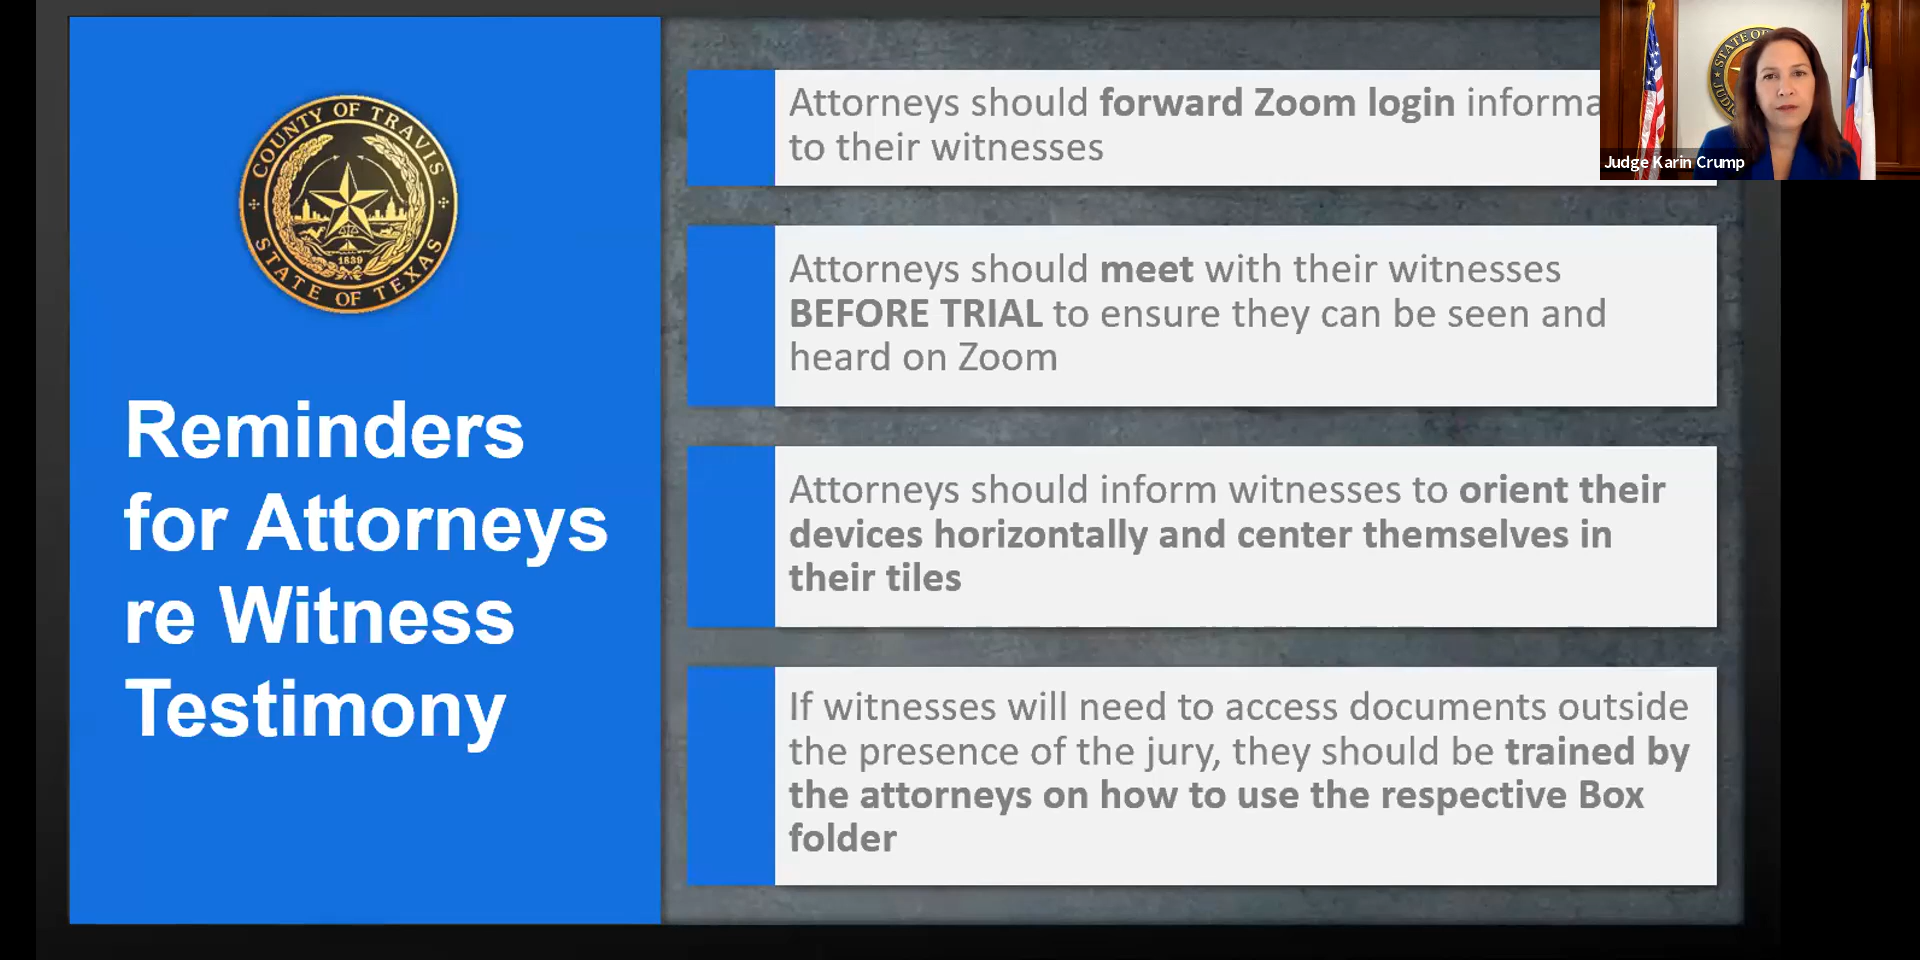 COUNTY OF TRAVIS
1839
STATE OF TEXAS
Reminders
for Attorneys
re Witness
Testimony
Attorneys should forward Zoom login informa
to their witnesses
Attorneys should meet with their witnesses
BEFORE TRIAL to ensure they can be seen and
heard on Zoom
Attorneys should inform witnesses to orient their
devices horizontally and center themselves in
their tiles
If witnesses will need to access documents outside
the presence of the jury, they should be trained by
the attorneys on how to use the respective Box
folder
STATE OF
JUDI
Judge Karin Crump